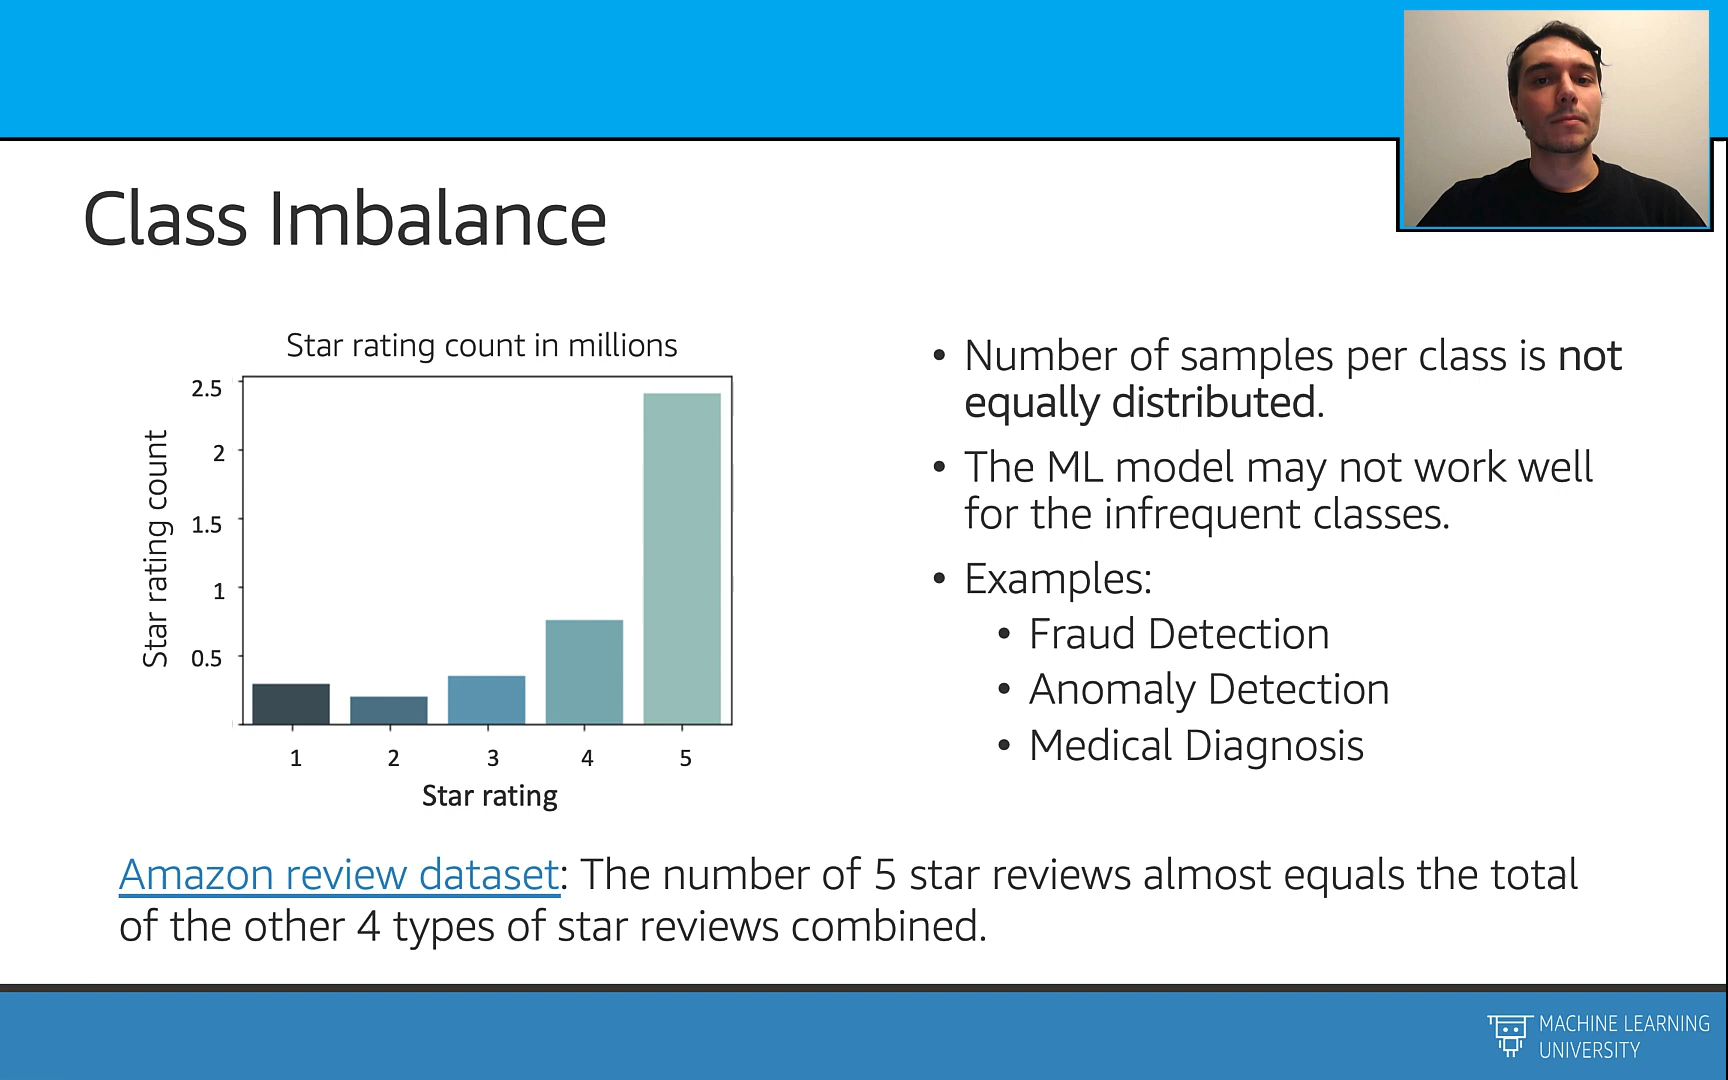 Class Imbalance
Star rating count in millions
Star rating count
2.5
2
1.5
1
0.5
1 2 3 4 5
Star rating
• Number of samples per class is not
equally distributed.
• The ML model may not work well
for the infrequent classes.
• Examples:
• Fraud Detection
• Anomaly Detection
• Medical Diagnosis
Amazon review dataset: The number of 5 star reviews almost equals the total
of the other 4 types of star reviews combined.
MACHINE LEARNING
UNIVERSITY